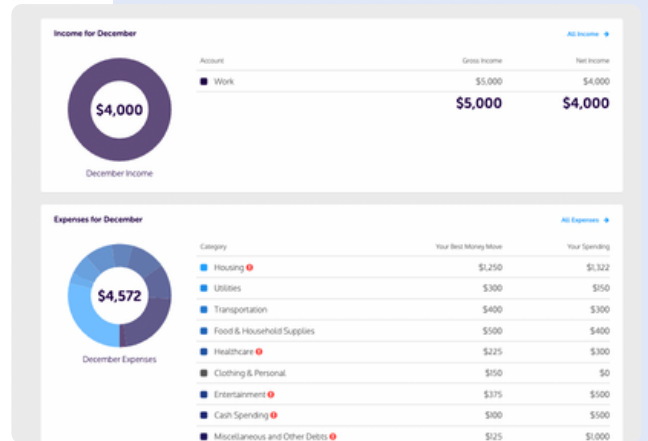 Income for December
All Income →
Account Gross Income Net Income
Work $5,000 $4,000
$5,000 $4,000
$4,000
December Income
Expenses for December
All Expenses →
Category Your Best Money Move Your Spending
Housing $1,250 $1,322
Utilities $300 $150
Transportation $400 $300
Food & Household Supplies $500 $400
Healthcare $225 $300
Clothing & Personal $150 $0
Entertainment $375 $500
Cash Spending $100 $500
Miscellaneous and Other Debts $125 $1,000
$4,572
December Expenses